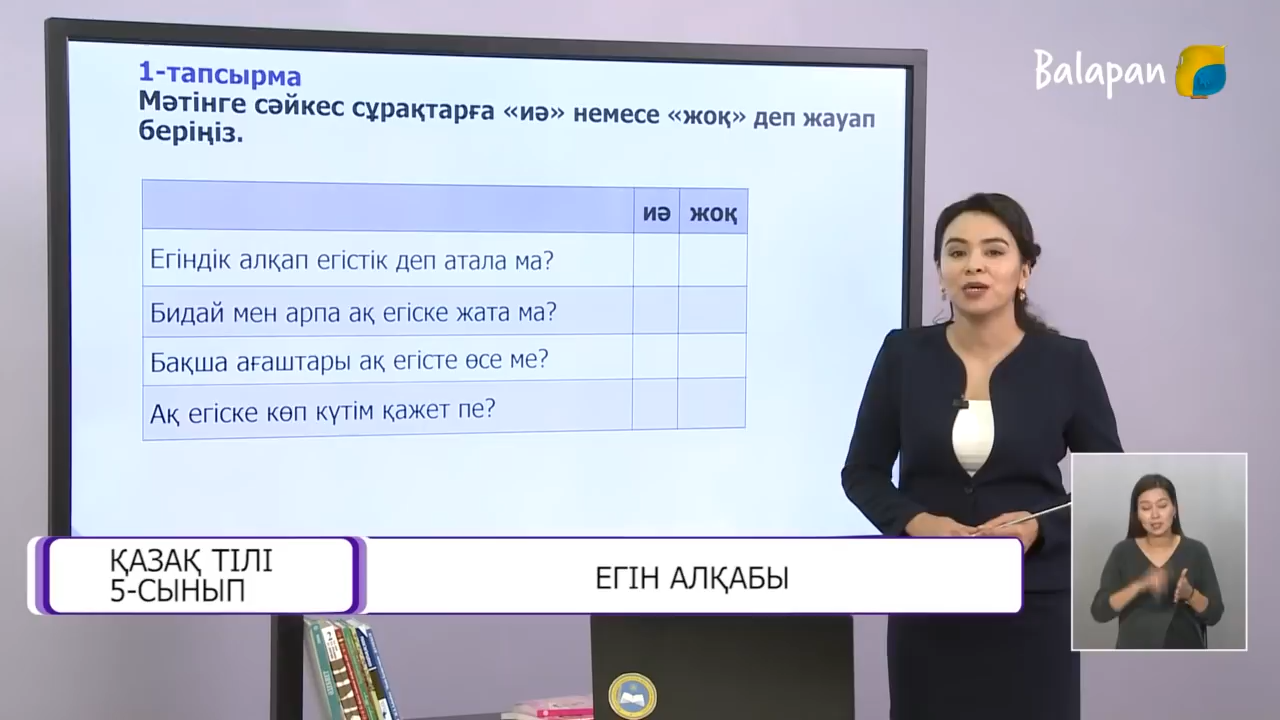 Balapan
1-тапсырма
Мәтінге сәйкес сұрақтарға «иә» немесе «жоқ» деп жауап
беріңіз.
иә жоқ
Егіндік алқап егістік деп атала ма?
Бидай мен арпа ақ егіске жата ма?
Бақша ағаштары ақ егісте өсе ме?
Ақ егіске көп күтім қажет пе?
ҚАЗАҚ ТІЛІ
5-СЫНЫП
ЕГІН АЛҚАБЫ